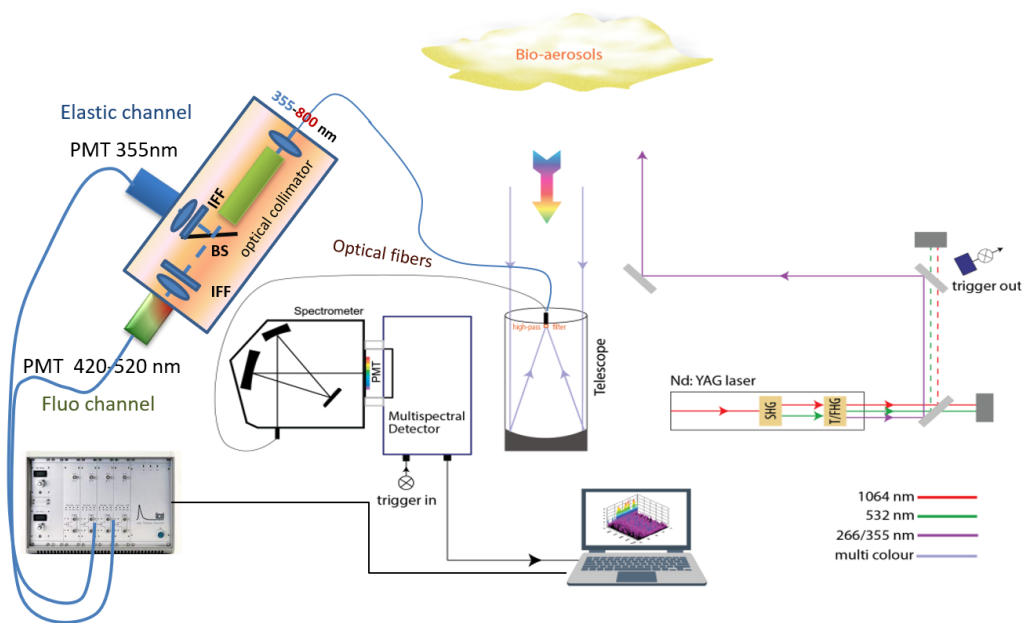 Bio-aerosols
355-800 nm
Elastic channel
PMT 355nm
IFF
optical collimator
BS
IFF
Optical fibers
trigger out
Spectrometer
high-pass filter
PMT
Telescope
PMT 420-520 nm
Nd: YAG laser
Fluo channel
SHG
T/FHG
Multispectral
Detector
trigger in
1064 nm
532 nm
266/355 nm
multi colour